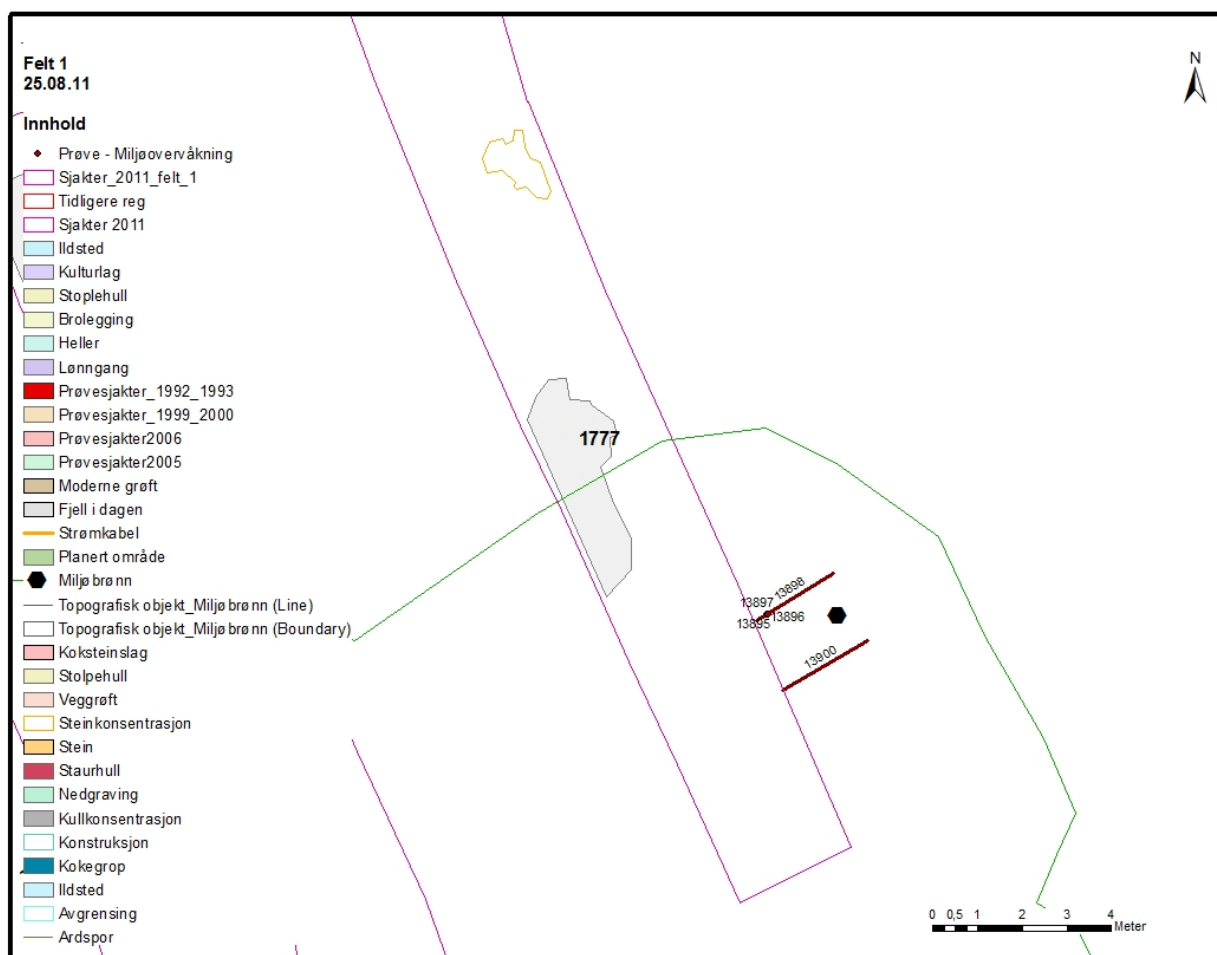 Felt 1
25.08.11
N
Innhold
Prøve - Miljøovervåkning
Sjakter_2011_felt_1
Tidligere reg
Sjakter 2011
Ildsted
Kulturlag
Stoplehull
Brolegging
Heller
Lønngang
Prøvesjakter_1992_1993
Prøvesjakter_1999_2000
Prøvesjakter2006
Prøvesjakter2005
Moderne grøft
Fjell i dagen
Strømkabel
Planert område
Miljøbrønn
Topografisk objekt_Miljøbrønn (Line)
Topografisk objekt_Miljøbrønn (Boundary)
Koksteinslag
Stolpehull
Veggrøft
Steinkonsentrasjon
Stein
Staurhull
Nedgraving
Kullkonsentrasjon
Konstruksjon
Kokegrop
Ildsted
Avgrensing
Ardspor
1777
13898
13897
13896
13895
13900
0 0,5 1 2 3 4
Meter